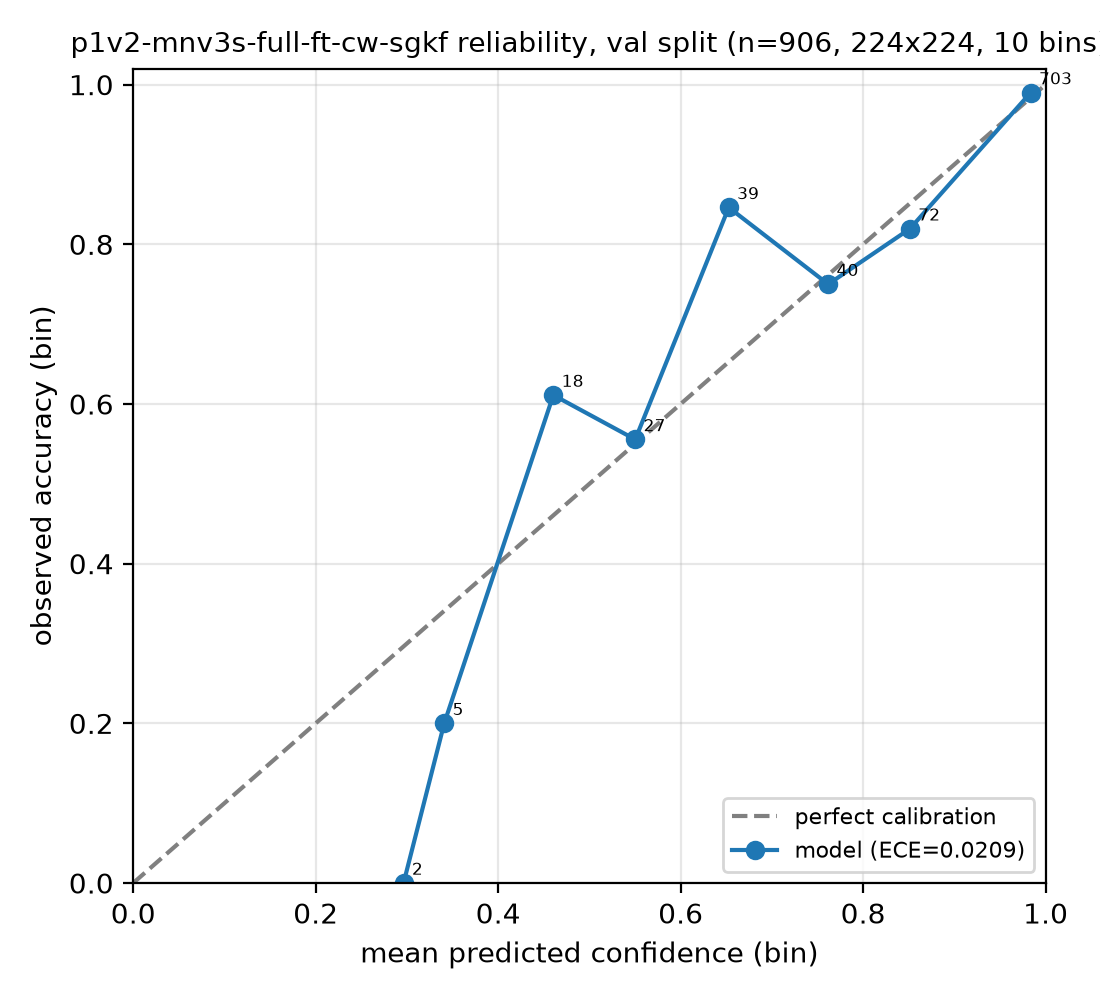 p1v2-mnv3s-full-ft-cw-sgkf reliability, val split (n=906, 224x224, 10 bins
1.0
0.8
0.6
0.4
0.2
0.0
observed accuracy (bin)
703
39
72
40
18
27
5
2
perfect calibration
model (ECE=0.0209)
0.0 0.2 0.4 0.6 0.8 1.0
mean predicted confidence (bin)